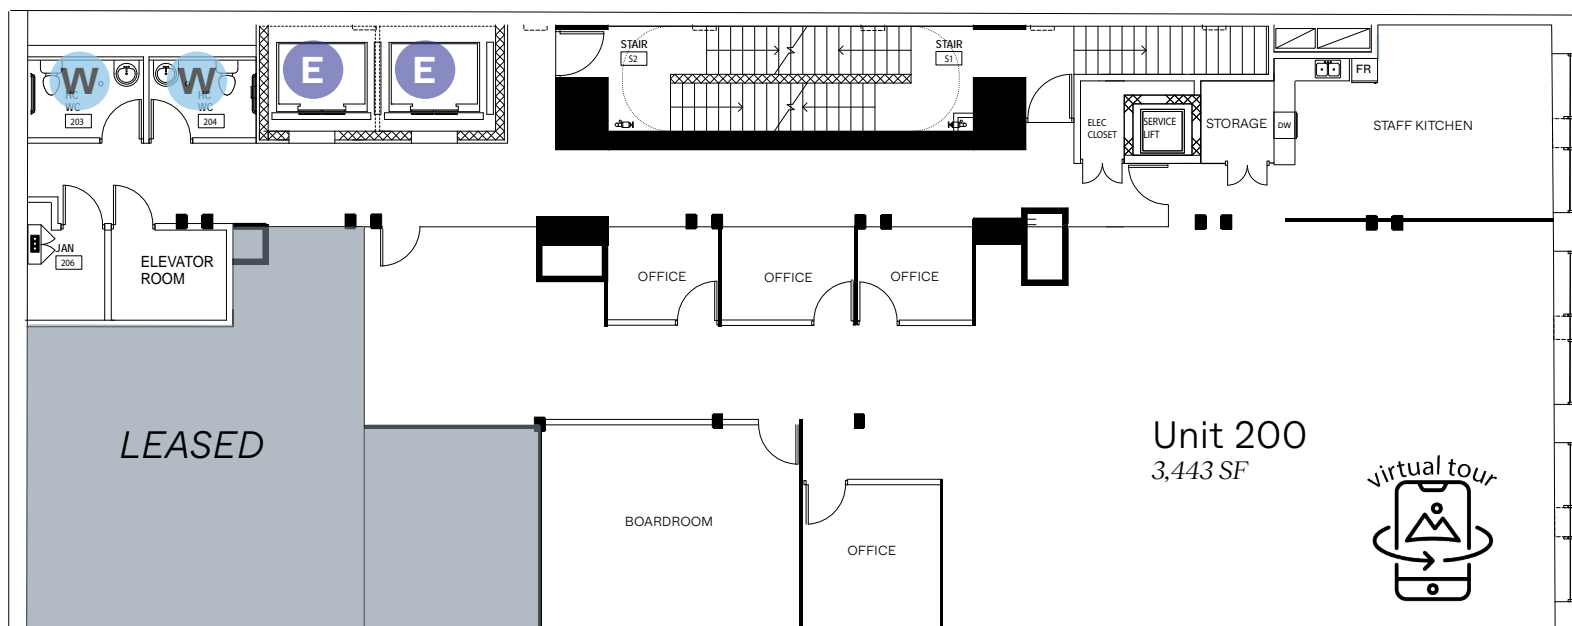 W
HC
WC
203
W
HC
WC
204
E
E
STAIR
S2
STAIR
S1
ELEC
CLOSET
SERVICE
LIFT
STORAGE
DW
FR
STAFF KITCHEN
JAN
206
ELEVATOR
ROOM
OFFICE
OFFICE
OFFICE
LEASED
BOARDROOM
OFFICE
Unit 200
3,443 SF
virtual tour